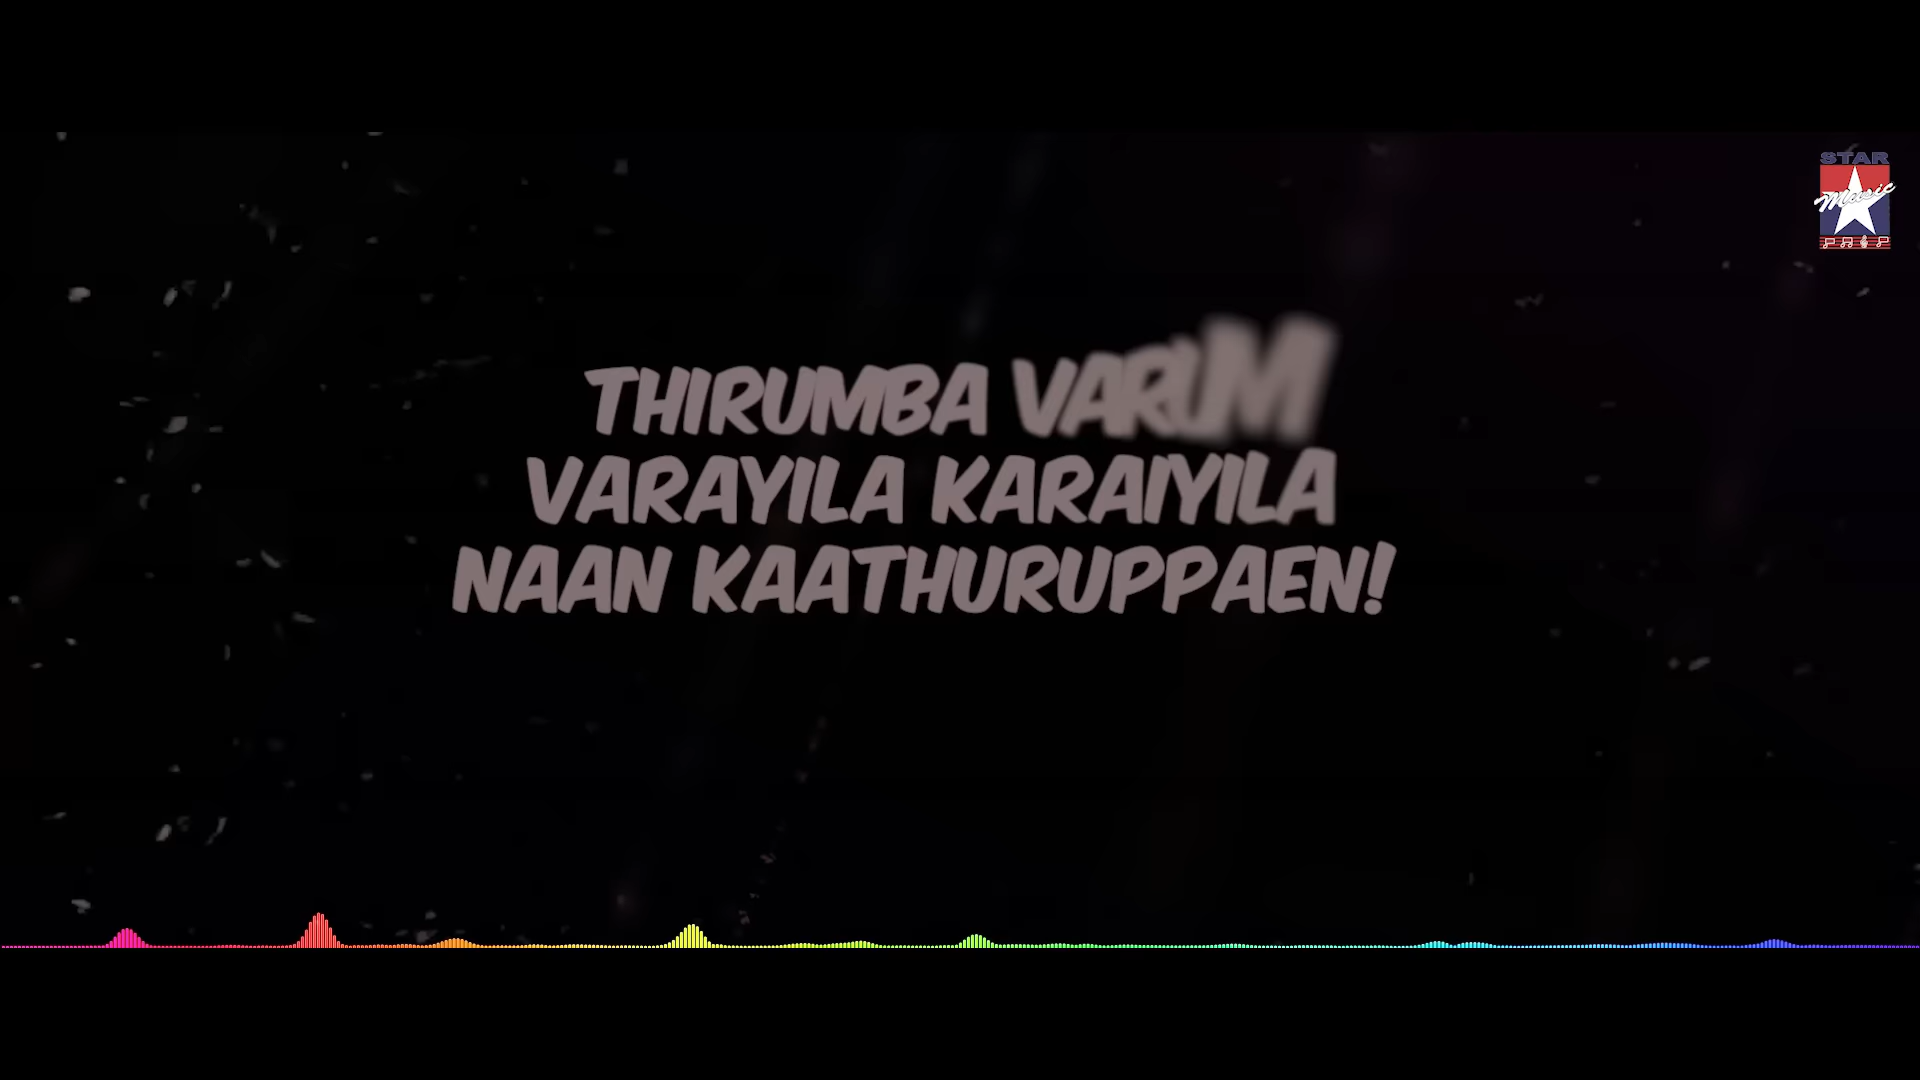 STAR
Music
THIRUMBA VARUM
VARAYILA KARAIYILA
NAAN KAATHURUPPAEN!